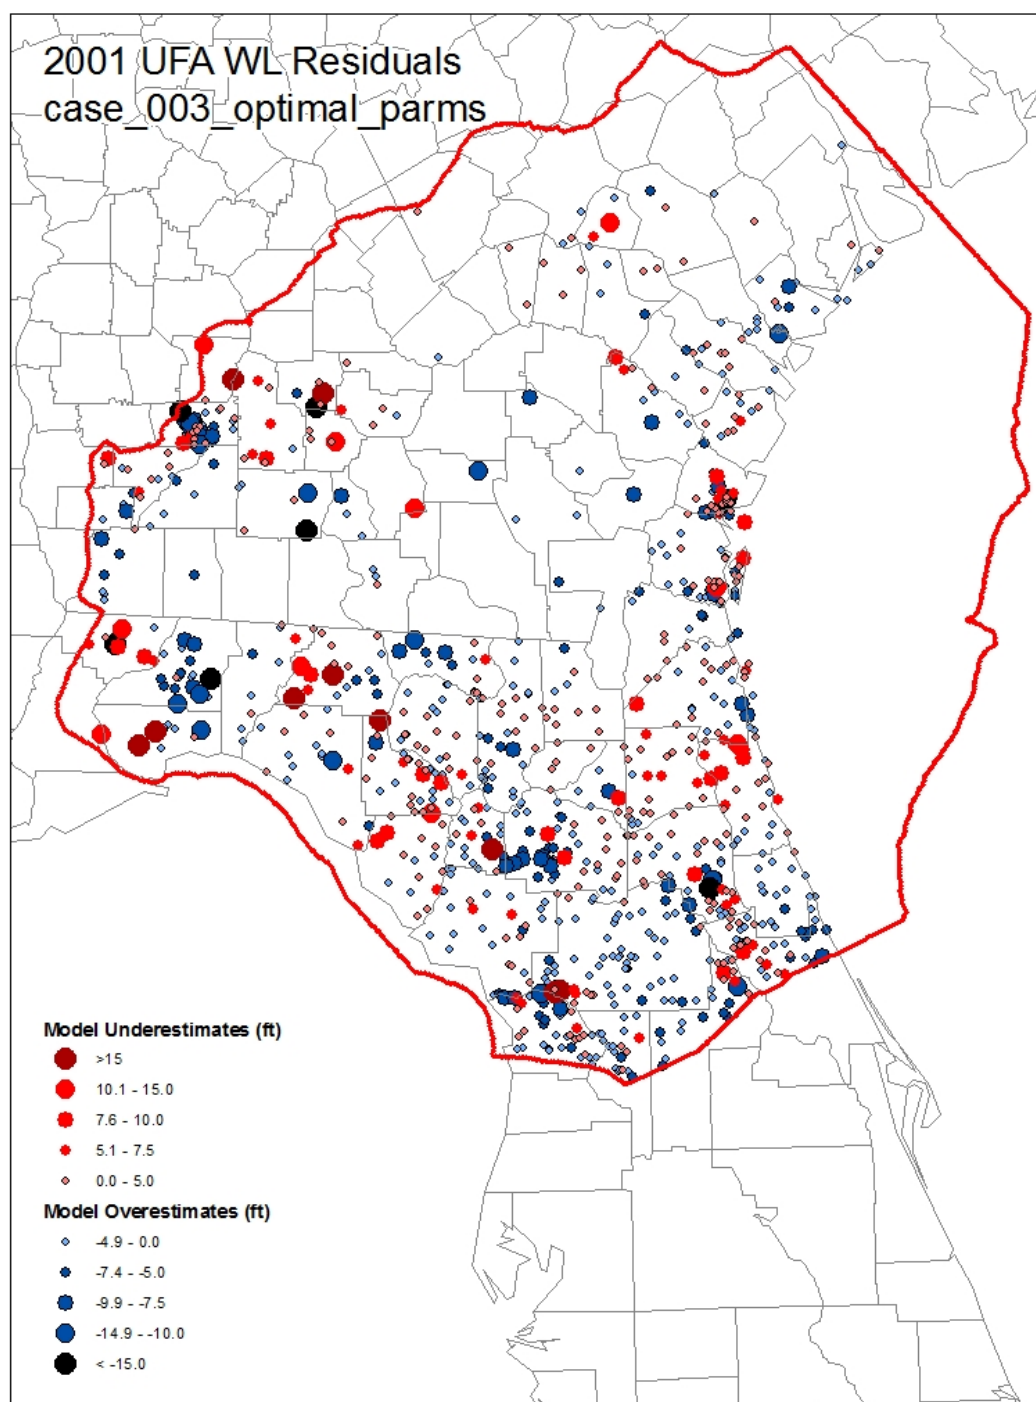 2001 UFA WL Residuals
case_003_optimal_parms
Model Underestimates (ft)
>15
10.1 - 15.0
7.6 - 10.0
5.1 - 7.5
0.0 - 5.0
Model Overestimates (ft)
-4.9 - 0.0
-7.4 - -5.0
-9.9 - -7.5
-14.9 - -10.0
< -15.0